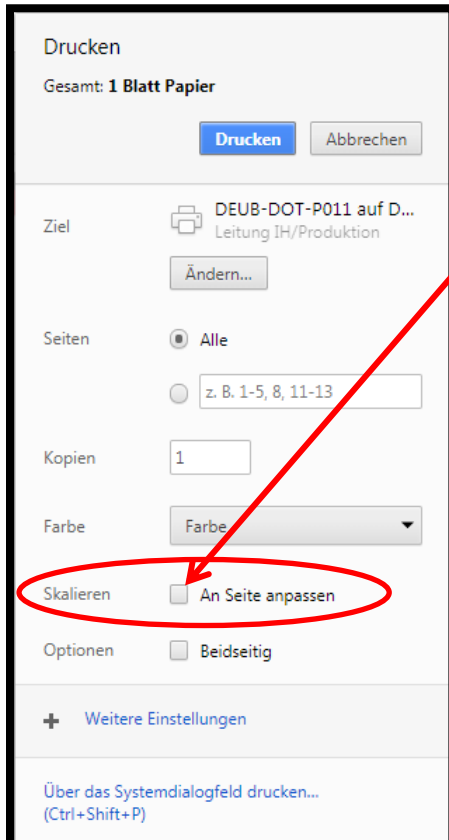 Drucken
Gesamt: 1 Blatt Papier
Drucken Abbrechen
Ziel DEUB-DOT-P011 auf D...
Leitung IH/Produktion
Ändern...
Seiten Alle
z. B. 1-5, 8, 11-13
Kopien 1
Farbe Farbe
Skalieren An Seite anpassen
Optionen Beidseitig
+ Weitere Einstellungen
Über das Systemdialogfeld drucken...
(Ctrl+Shift+P)